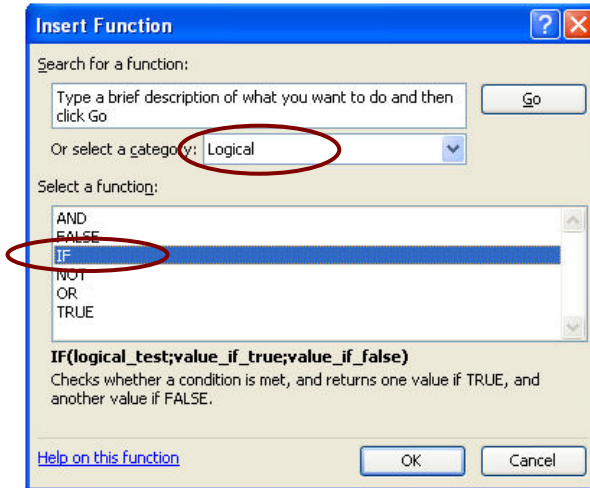 Insert Function
Search for a function:
Type a brief description of what you want to do and then
click Go
Go
Or select a category: Logical
Select a function:
AND
FALSE
IF
NOT
OR
TRUE
IF(logical_test;value_if_true;value_if_false)
Checks whether a condition is met, and returns one value if TRUE, and
another value if FALSE.
Help on this function
OK
Cancel